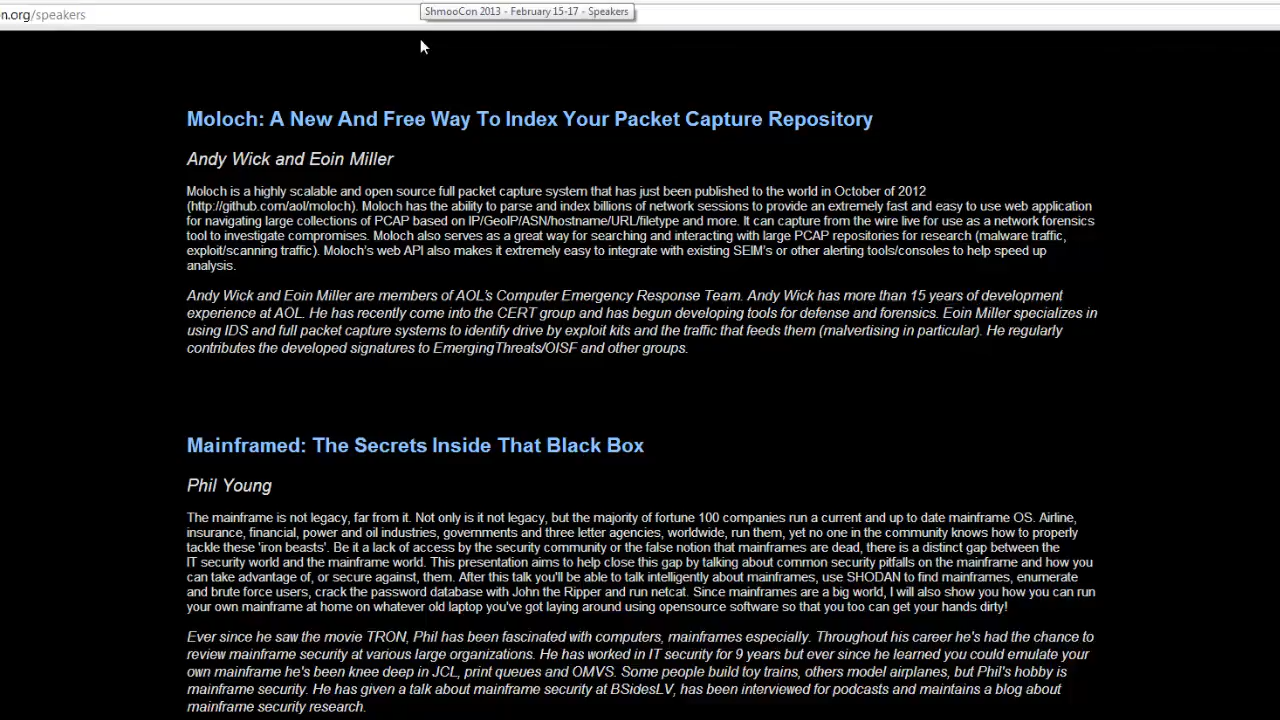 n.org/speakers
ShmooCon 2013 - February 15-17 - Speakers
Moloch: A New And Free Way To Index Your Packet Capture Repository
Andy Wick and Eoin Miller
Moloch is a highly scalable and open source full packet capture system that has just been published to the world in October of 2012
(http://github.com/aol/moloch). Moloch has the ability to parse and index billions of network sessions to provide an extremely fast and easy to use web application
for navigating large collections of PCAP based on IP/GeoIP/ASN/hostname/URL/filetype and more. It can capture from the wire live for use as a network forensics
tool to investigate compromises. Moloch also serves as a great way for searching and interacting with large PCAP repositories for research (malware traffic,
exploit/scanning traffic). Moloch's web API also makes it extremely easy to integrate with existing SEIM's or other alerting tools/consoles to help speed up
analysis.
Andy Wick and Eoin Miller are members of AOL's Computer Emergency Response Team. Andy Wick has more than 15 years of development
experience at AOL. He has recently come into the CERT group and has begun developing tools for defense and forensics. Eoin Miller specializes in
using IDS and full packet capture systems to identify drive by exploit kits and the traffic that feeds them (malvertising in particular). He regularly
contributes the developed signatures to EmergingThreats/OISF and other groups.
Mainframed: The Secrets Inside That Black Box
Phil Young
The mainframe is not legacy, far from it. Not only is it not legacy, but the majority of fortune 100 companies run a current and up to date mainframe OS. Airline,
insurance, financial, power and oil industries, governments and three letter agencies, worldwide, run them, yet no one in the community knows how to properly
tackle these 'iron beasts'. Be it a lack of access by the security community or the false notion that mainframes are dead, there is a distinct gap between the
IT security world and the mainframe world. This presentation aims to help close this gap by talking about common security pitfalls on the mainframe and how you
can take advantage of, or secure against, them. After this talk you'll be able to talk intelligently about mainframes, use SHODAN to find mainframes, enumerate
and brute force users, crack the password database with John the Ripper and run netcat. Since mainframes are a big world, I will also show you how you can run
your own mainframe at home on whatever old laptop you've got laying around using opensource software so that you too can get your hands dirty!
Ever since he saw the movie TRON, Phil has been fascinated with computers, mainframes especially. Throughout his career he's had the chance to
review mainframe security at various large organizations. He has worked in IT security for 9 years but ever since he learned you could emulate your
own mainframe he's been knee deep in JCL, print queues and OMVS. Some people build toy trains, others model airplanes, but Phil's hobby is
mainframe security. He has given a talk about mainframe security at BSidesLV, has been interviewed for podcasts and maintains a blog about
mainframe security research.